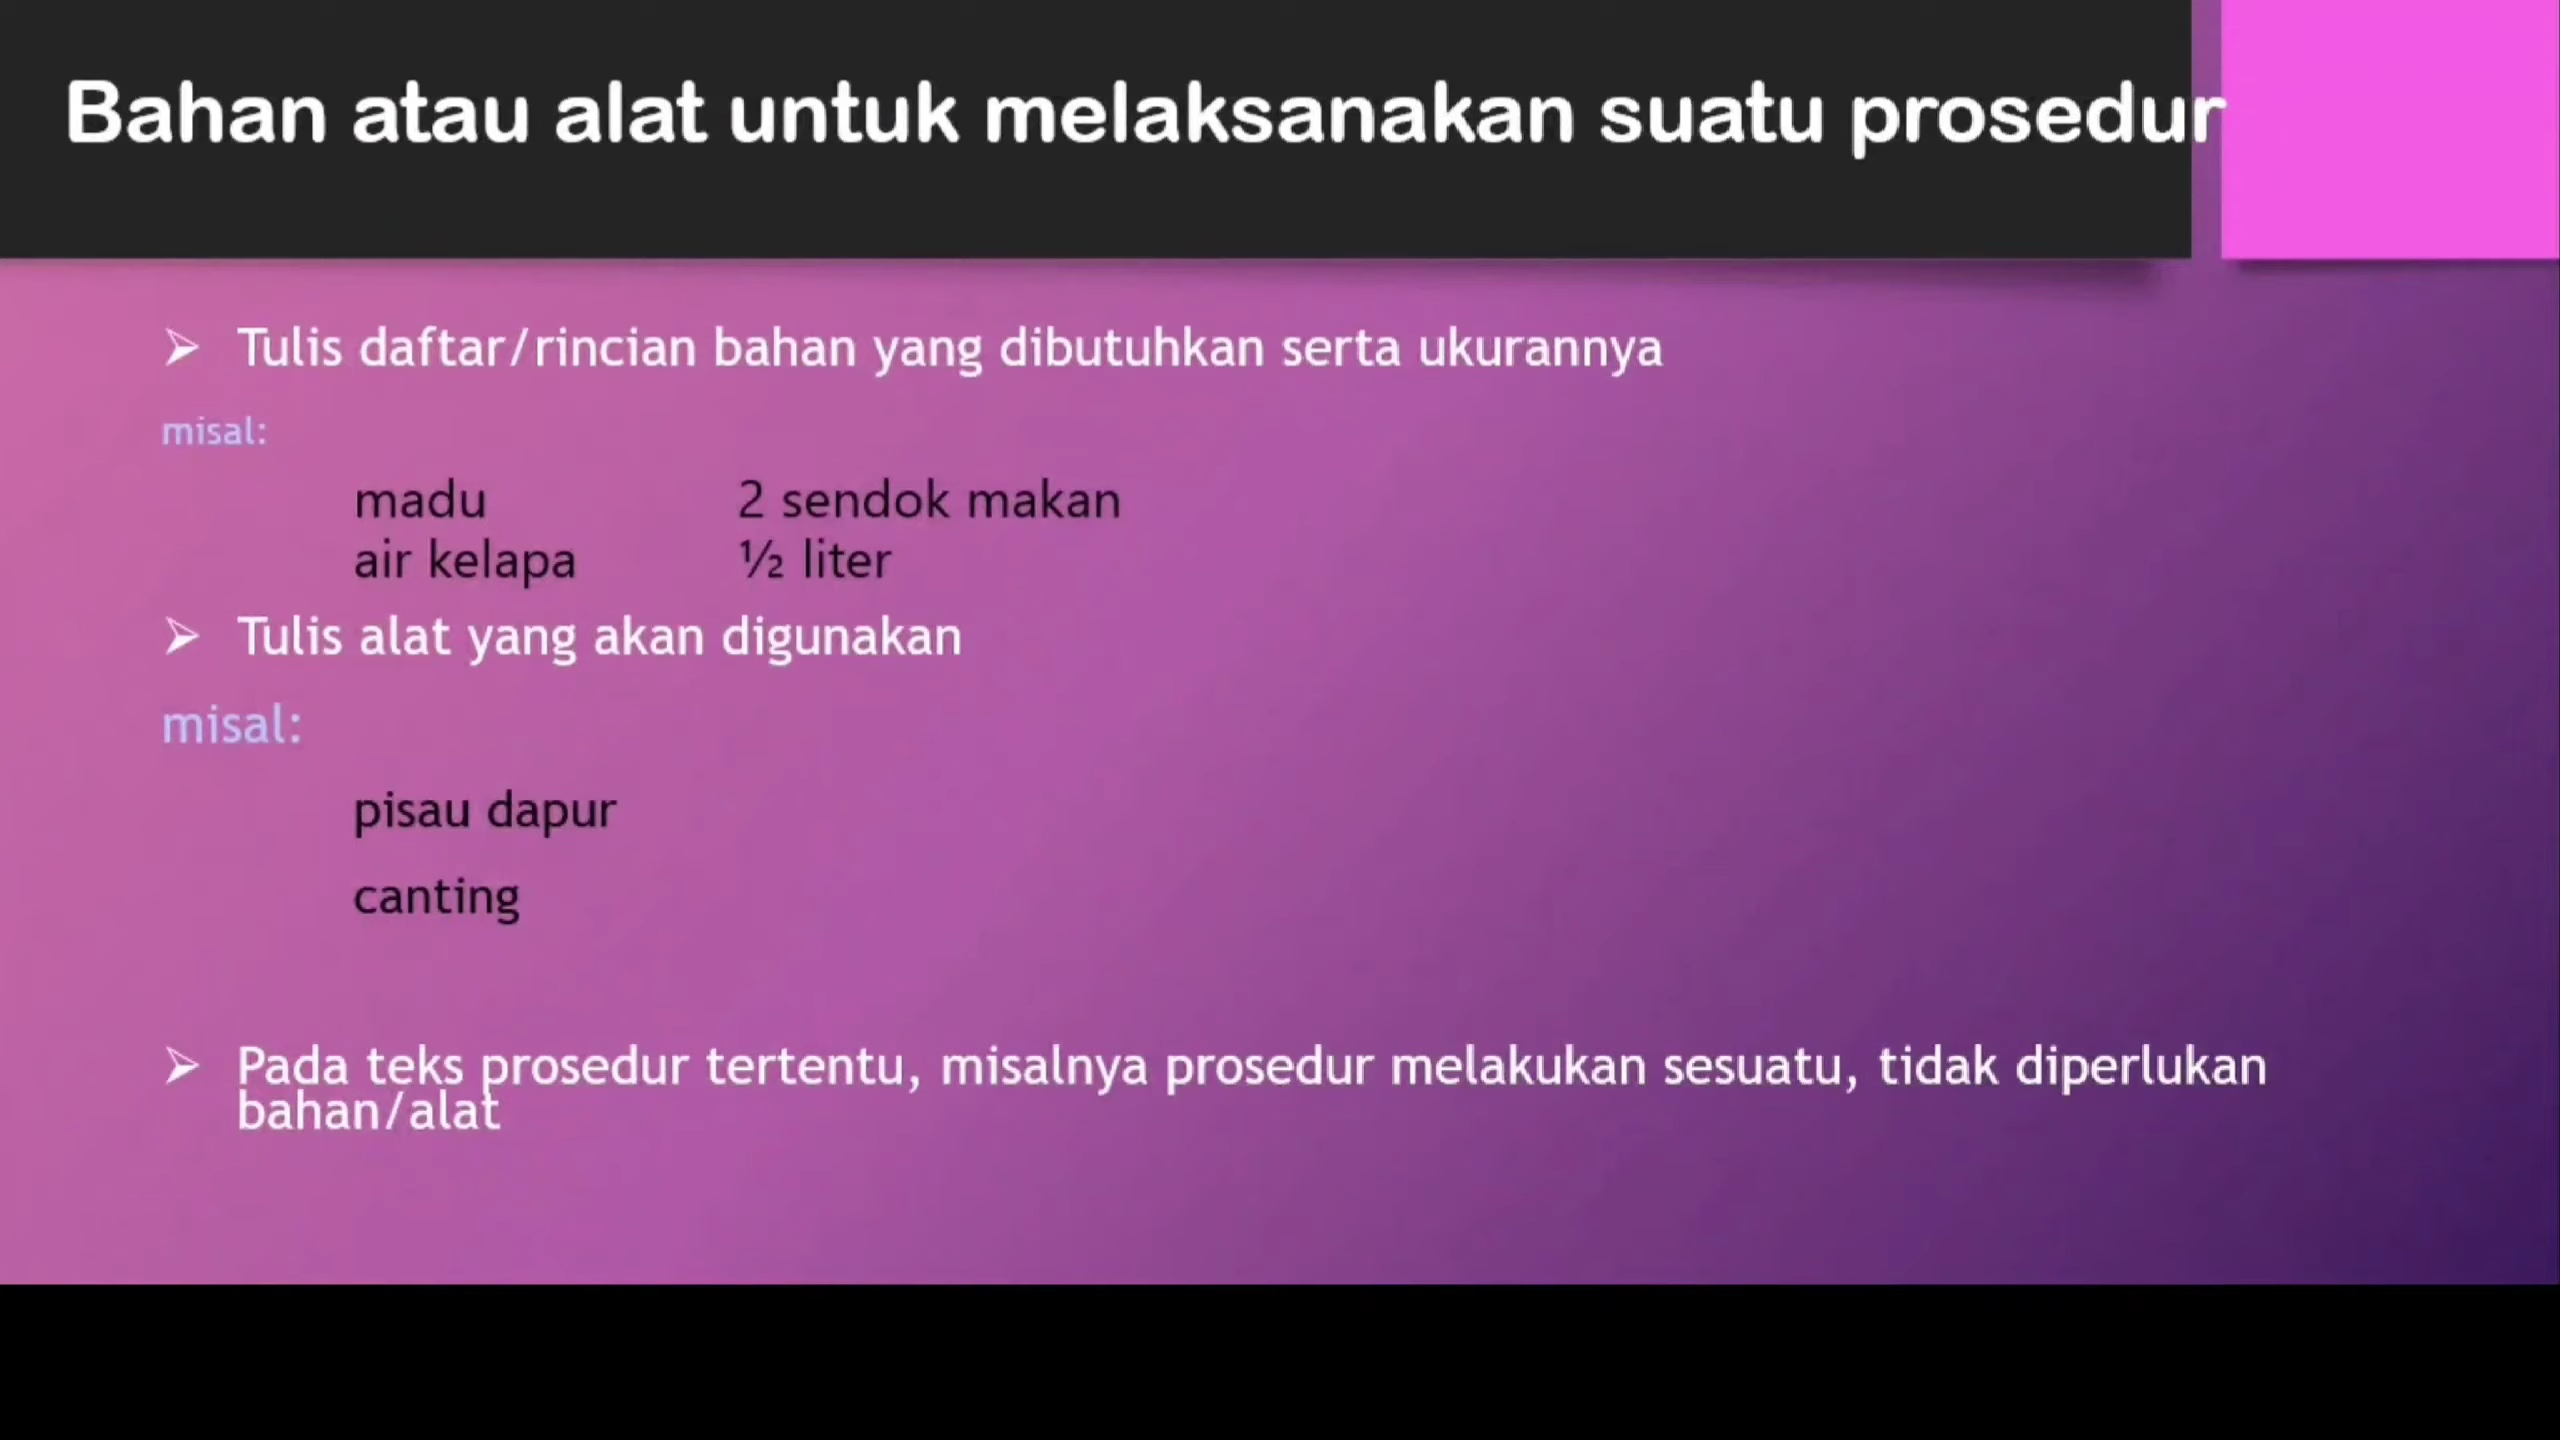 Bahan atau alat untuk melaksanakan suatu prosedur
➢ Tulis daftar/rincian bahan yang dibutuhkan serta ukurannya
misal:
madu 2 sendok makan
air kelapa ½ liter
➢ Tulis alat yang akan digunakan
misal:
pisau dapur
canting
➢ Pada teks prosedur tertentu, misalnya prosedur melakukan sesuatu, tidak diperlukan
bahan/alat